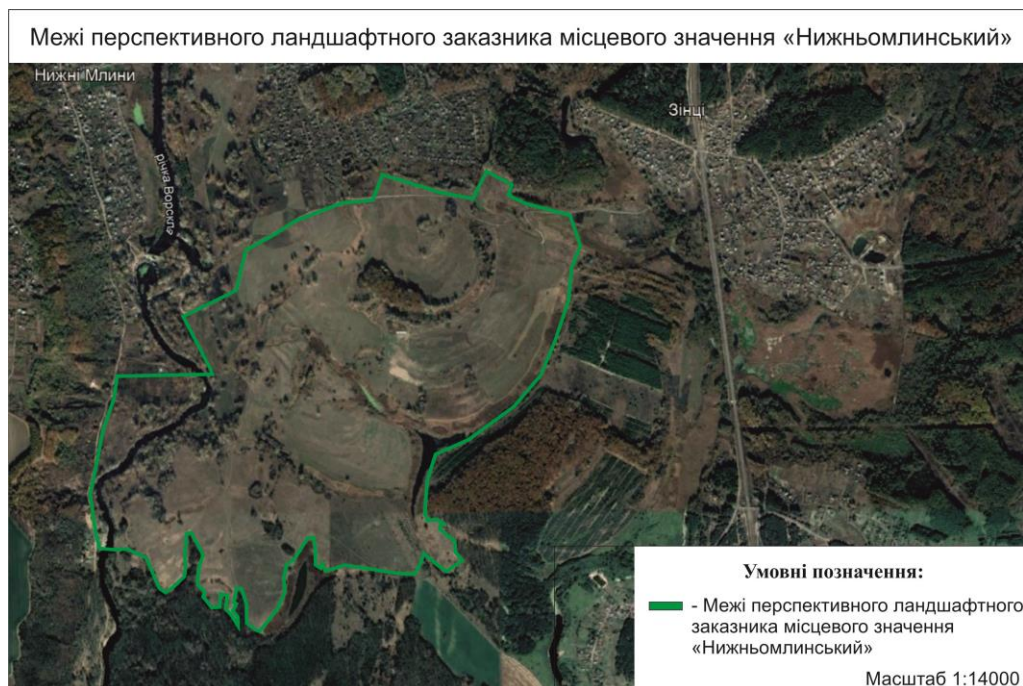 Межі перспективного ландшафтного заказника місцевого значення «Нижньомлинський»
Нижні Млини
Зінці
річка Ворскла
Умовні позначення:
- Межі перспективного ландшафтного
заказника місцевого значення
«Нижньомлинський»
Масштаб 1:14000